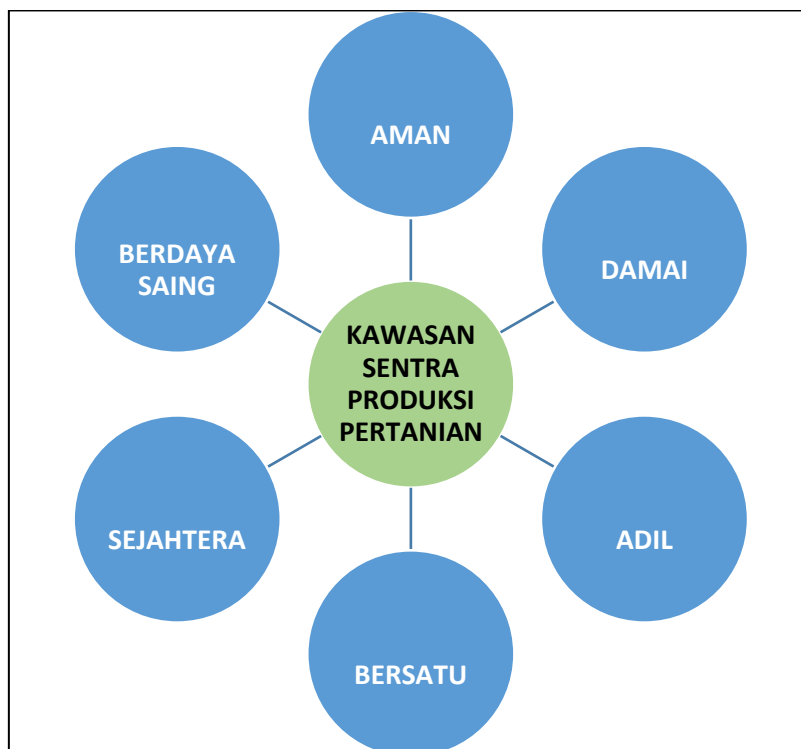 AMAN
BERDAYA
SAING
DAMAI
KAWASAN
SENTRA
PRODUKSI
PERTANIAN
SEJAHTERA
ADIL
BERSATU